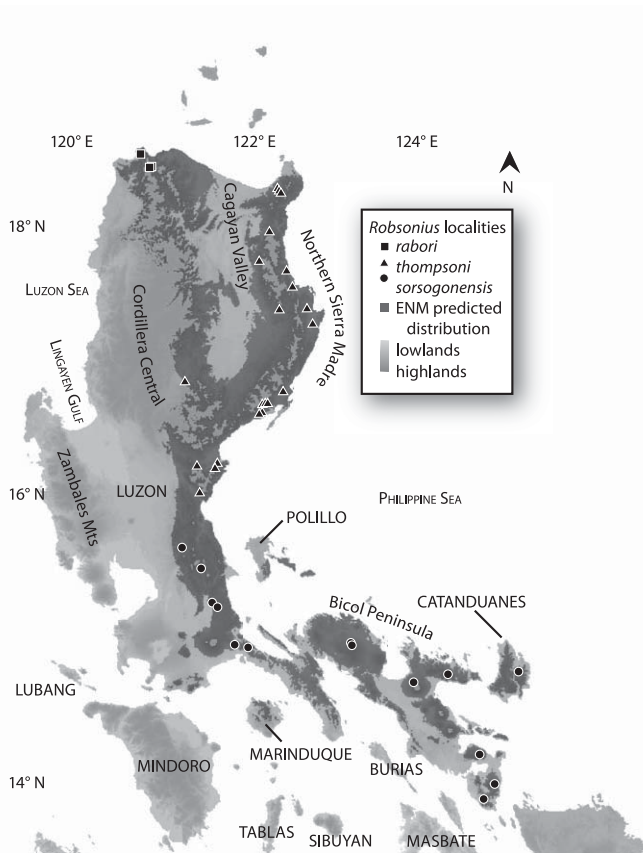 120° E
122° E
124° E
N
18° N
16° N
14° N
Robsonius localities
rabori
thompsoni
sorsogonensis
ENM predicted
distribution
lowlands
highlands
Cagayan Valley
Northern Sierra Madre
LUZON SEA
Cordillera Central
LINGAYEN GULF
Zambales Mts
LUZON
PHILIPPINE SEA
POLILLO
Bicol Peninsula
CATANDUANES
LUBANG
MARINDUQUE
MINDORO
BURIAS
TABLAS
SIBUYAN
MASBATE